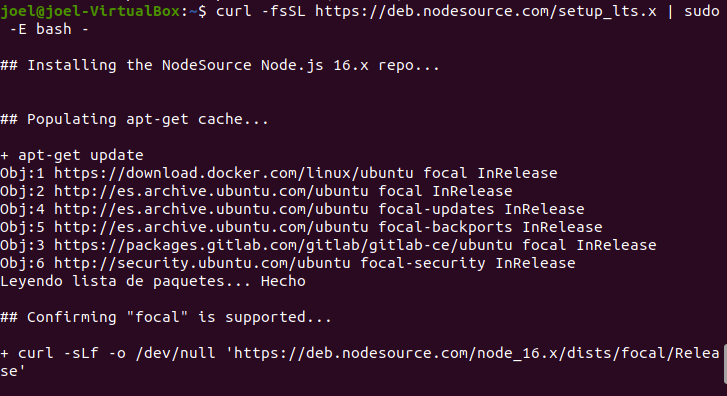 joel@joel-VirtualBox:~$ curl -fsSL https://deb.nodesource.com/setup_lts.x | sudo
 -E bash -
## Installing the NodeSource Node.js 16.x repo...
## Populating apt-get cache...
+ apt-get update
Obj:1 https://download.docker.com/linux/ubuntu focal InRelease
Obj:2 http://es.archive.ubuntu.com/ubuntu focal InRelease
Obj:4 http://es.archive.ubuntu.com/ubuntu focal-updates InRelease
Obj:5 http://es.archive.ubuntu.com/ubuntu focal-backports InRelease
Obj:3 https://packages.gitlab.com/gitlab/gitlab-ce/ubuntu focal InRelease
Obj:6 http://security.ubuntu.com/ubuntu focal-security InRelease
Leyendo lista de paquetes... Hecho
## Confirming "focal" is supported...
+ curl -sLf -o /dev/null 'https://deb.nodesource.com/node_16.x/dists/focal/Relea
se'